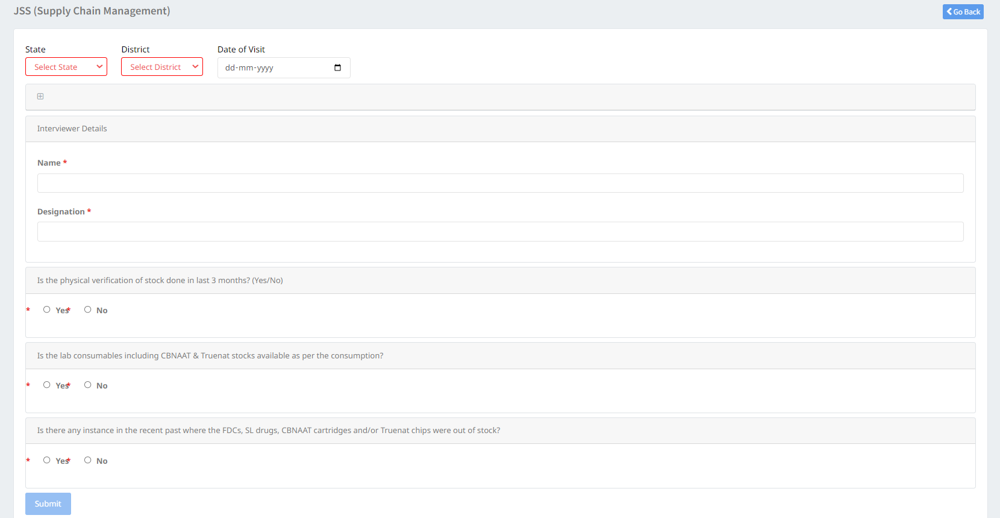 JSS (Supply Chain Management)
Go Back
State
District
Date of Visit
Select State
Select District
dd-mm-yyyy
Interviewer Details
Name *
Designation *
Is the physical verification of stock done in last 3 months? (Yes/No)
* Yes* No
Is the lab consumables including CBNAAT & Truenat stocks available as per the consumption?
* Yes* No
Is there any instance in the recent past where the FDCs, SL drugs, CBNAAT cartridges and/or Truenat chips were out of stock?
* Yes* No
Submit